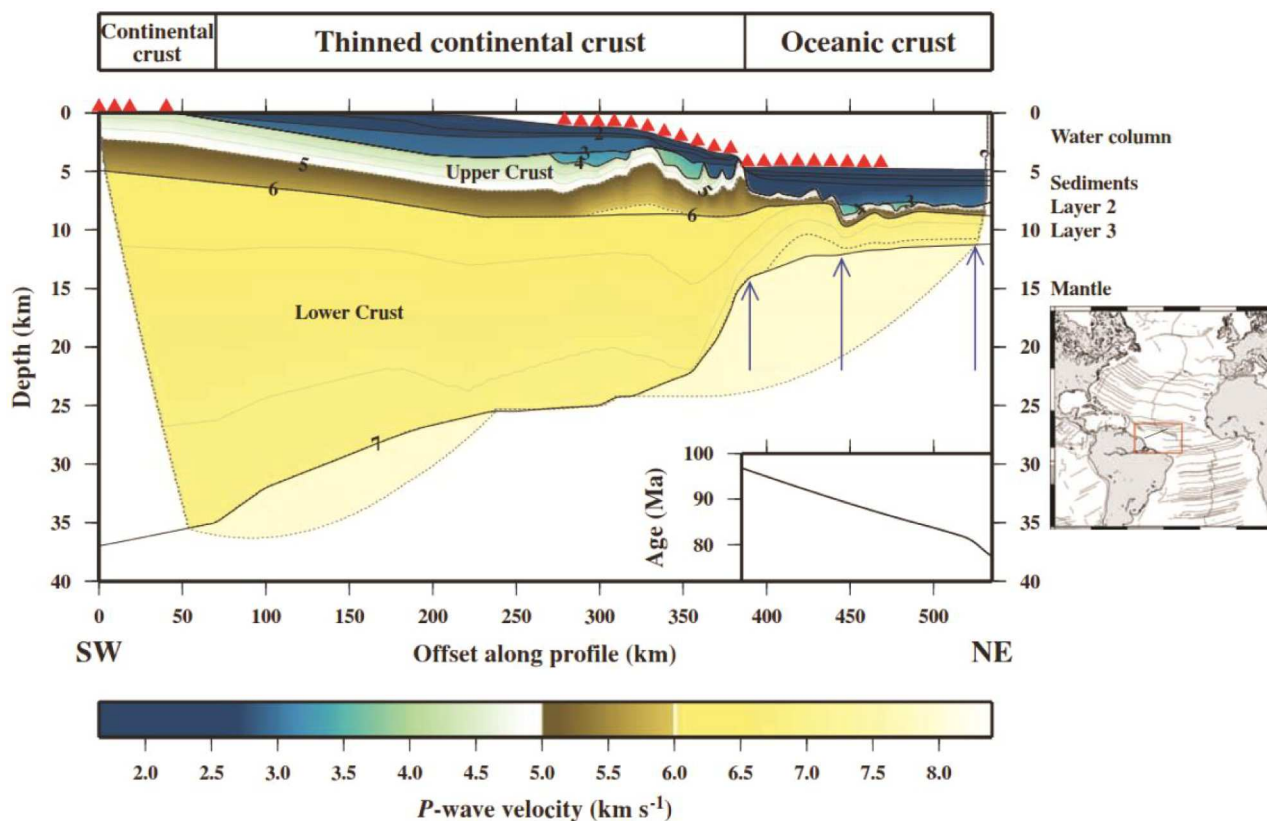 Continental
crust
Thinned continental crust
Oceanic crust
0
5
10
15
20
25
30
35
40
Depth (km)
0
5
10
15
20
25
30
35
40
Water column
Sediments
Layer 2
Layer 3
Mantle
2
3
4
5
6
Upper Crust
5
6
3
Lower Crust
7
100
90
80
Age (Ma)
0 50 100 150 200 250 300 350 400 450 500
SW
Offset along profile (km)
NE
2.0 2.5 3.0 3.5 4.0 4.5 5.0 5.5 6.0 6.5 7.0 7.5 8.0
P-wave velocity (km s-1)